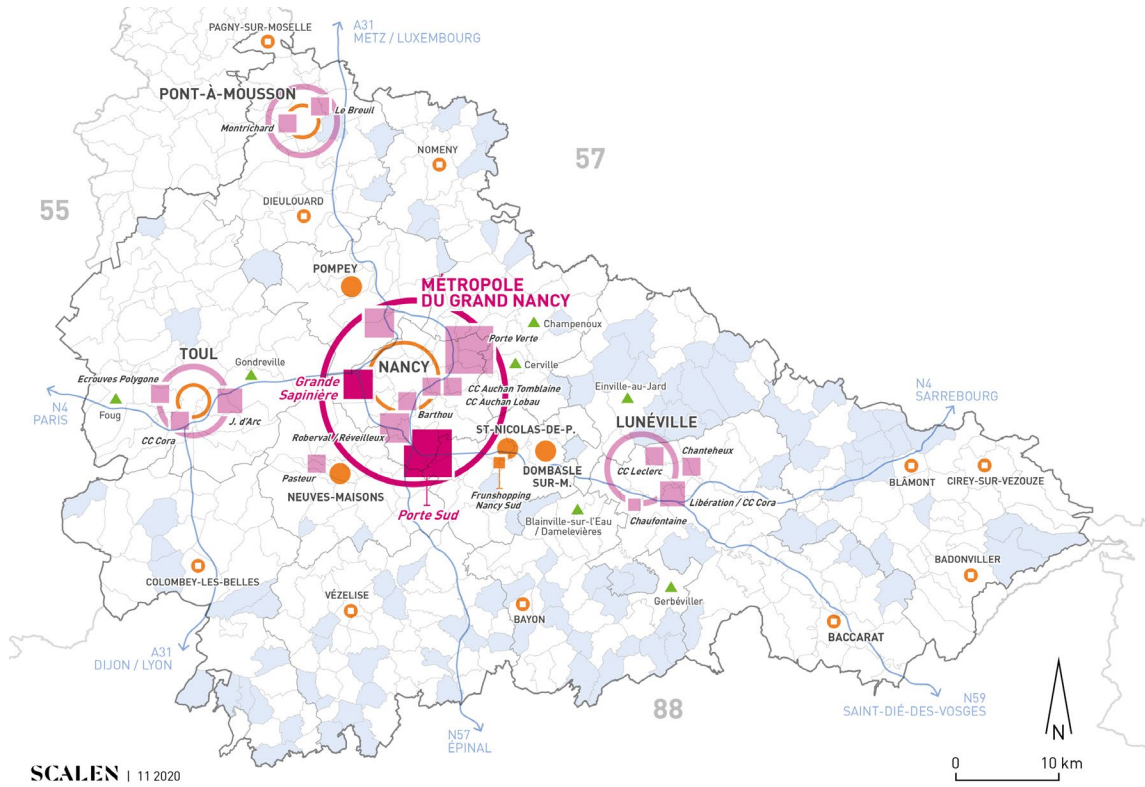 PAGNY-SUR-MOSELLE
A31
METZ / LUXEMBOURG
PONT-À-MOUSSON
Le Breuil
Montrichard
NOMENY
57
55
DIEULOUARD
POMPEY
MÉTROPOLE
DU GRAND NANCY
Champenoux
Porte Verte
TOUL
Gondreville
NANCY
Cerville
Ecrouves Polygone
Grande
Sapinière
CC Auchan Tomblaine
CC Auchan Lobau
Einville-au-Jard
N4
SARREBOURG
N4
PARIS
Foug
J. d'Arc
Barthou
CC Cora
Roberval / Réveilleux
ST-NICOLAS-DE-P.
LUNÉVILLE
Chanteheux
CC Leclerc
Pasteur
NEUVES-MAISONS
DOMBASLE
SUR-M.
BLÂMONT
CIREY-SUR-VEZOUZE
Frunshopping
Nancy Sud
Libération / CC Cora
Porte Sud
Chaufontaine
Blainville-sur-l'Eau
/ Damelevières
BADONVILLER
COLOMBEY-LES-BELLES
VÉZELISE
Gerbéviller
BAYON
BACCARAT
A31
DIJON / LYON
88
N59
SAINT-DIÉ-DES-VOSGES
N57
ÉPINAL
N
0 10 km
SCALEN | 11 2020